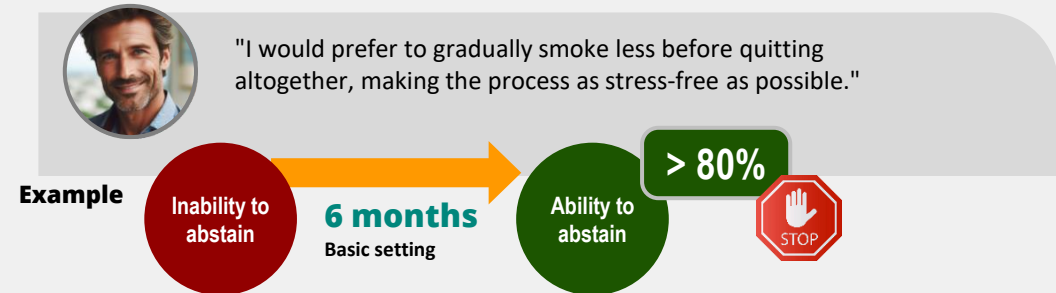 "I would prefer to gradually smoke less before quitting
altogether, making the process as stress-free as possible."
> 80%
Example
Inability to
abstain
6 months
Basic setting
Ability to
abstain
STOP